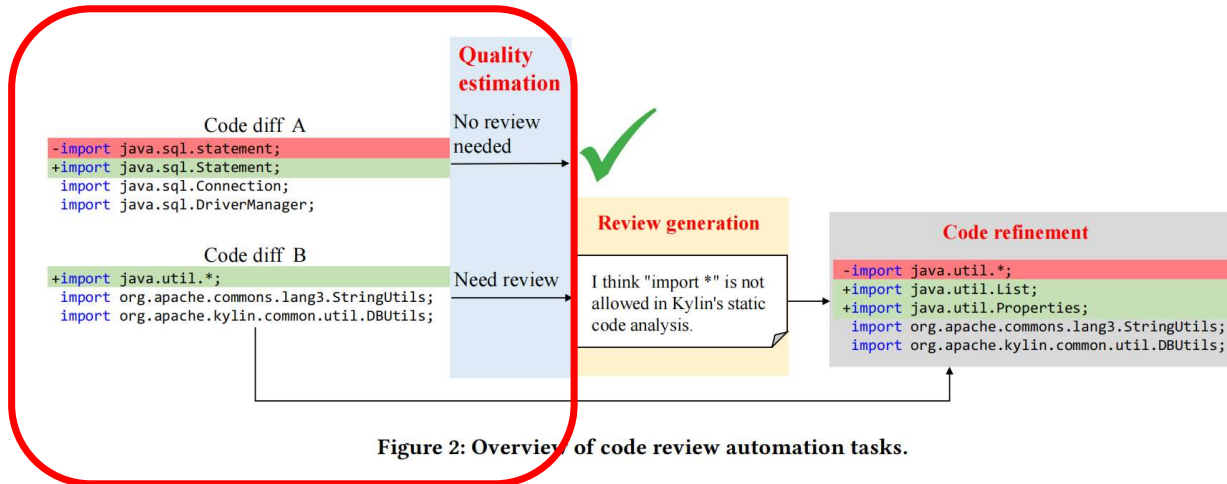 Quality
estimation
Code diff A
-import java.sql.statement;
+import java.sql.Statement;
import java.sql.Connection;
import java.sql.DriverManager;
No review
needed
Code diff B
+import java.util.*;
import org.apache.commons.lang3.StringUtils;
import org.apache.kylin.common.util.DBUtils;
Need review
Review generation
I think "import *" is not
allowed in Kylin's static
code analysis.
Code refinement
-import java.util.*;
+import java.util.List;
+import java.util.Properties;
import org.apache.commons.lang3.StringUtils;
import org.apache.kylin.common.util.DBUtils;
Figure 2: Overview of code review automation tasks.